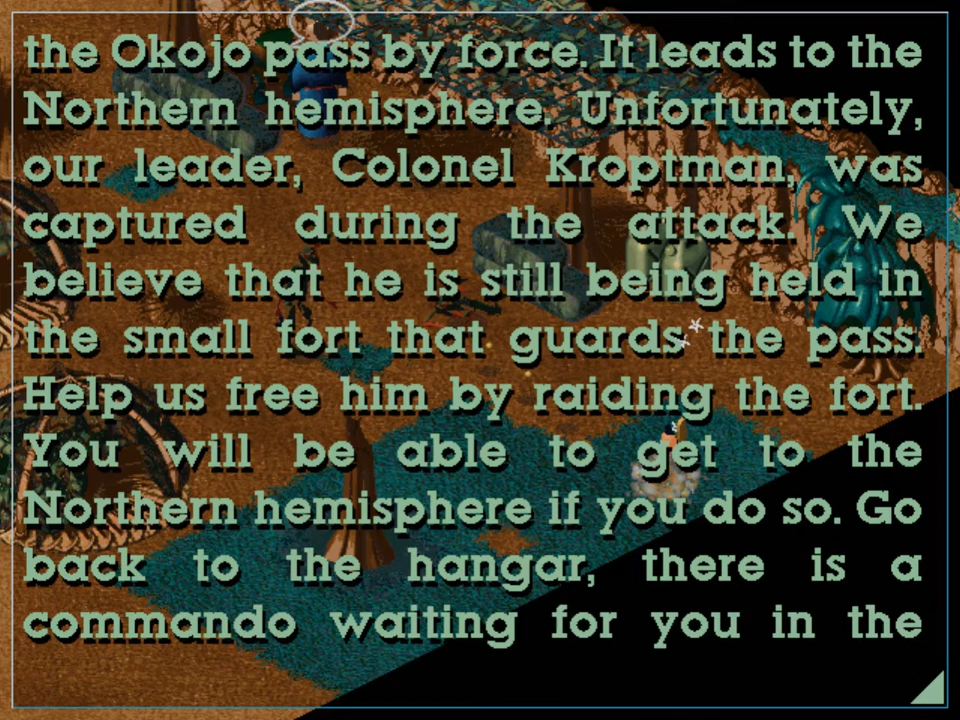 the Okojo pass by force. It leads to the
Northern hemisphere. Unfortunately,
our leader, Colonel Kroptman, was
captured during the attack. We
believe that he is still being held in
the small fort that guards the pass.
Help us free him by raiding the fort.
You will be able to get to the
Northern hemisphere if you do so. Go
back to the hangar, there is a
commando waiting for you in the